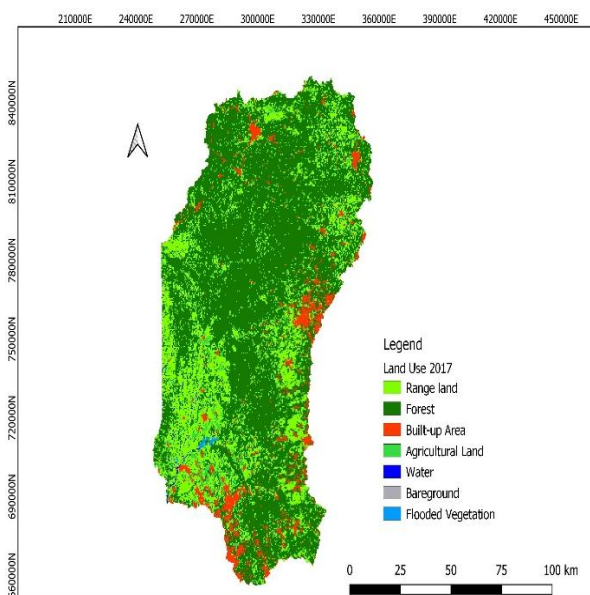 210000E 240000E 270000E 300000E 330000E 360000E 390000E 420000E 450000E
840000N
810000N
780000N
750000N
720000N
690000N
660000N
Legend
Land Use 2017
Range land
Forest
Built-up Area
Agricultural Land
Water
Bareground
Flooded Vegetation
0 25 50 75 100 km